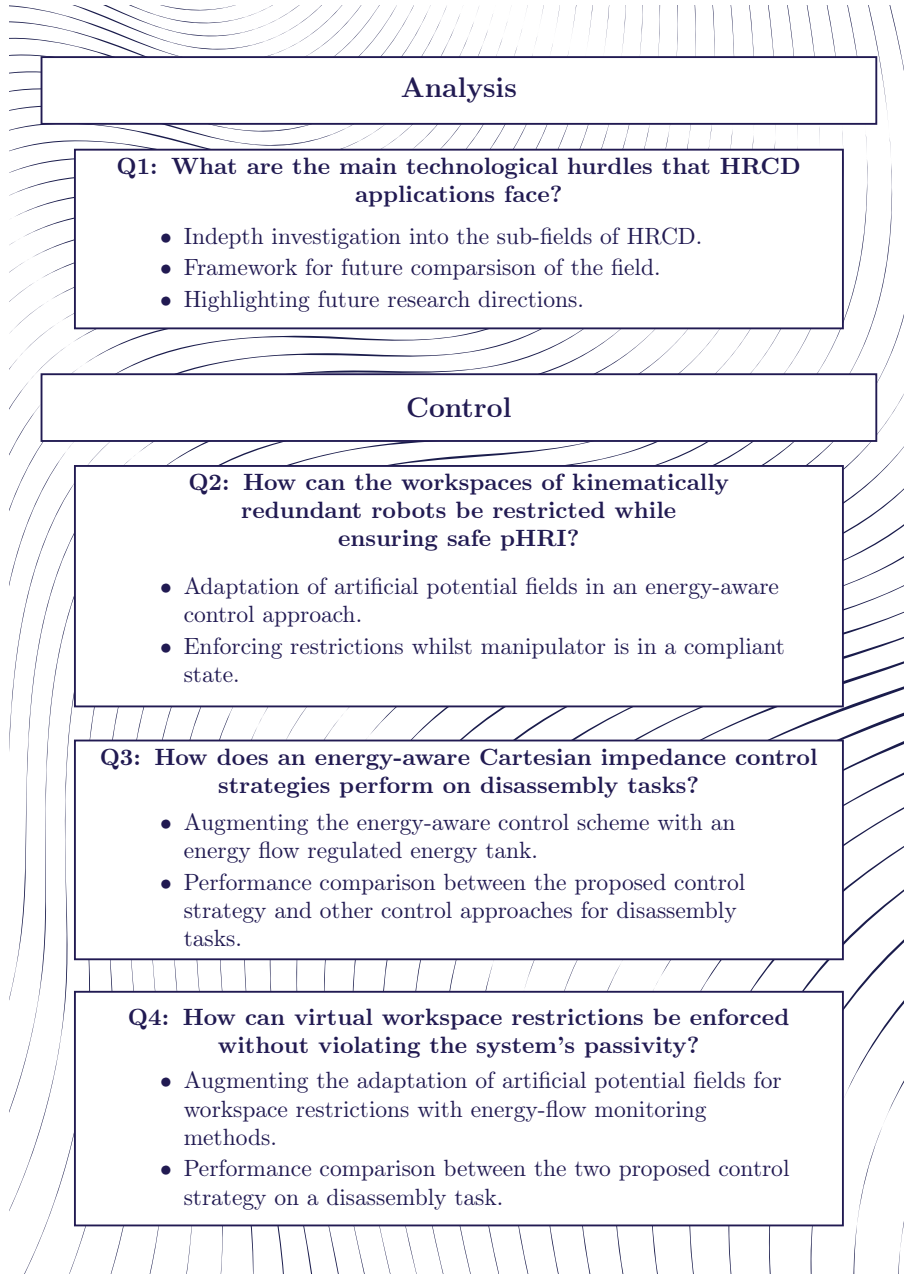 Analysis
Q1: What are the main technological hurdles that HRCD
applications face?
• Indepth investigation into the sub-fields of HRCD.
• Framework for future comparsison of the field.
• Highlighting future research directions.
Control
Q2: How can the workspaces of kinematically
redundant robots be restricted while
ensuring safe pHRI?
• Adaptation of artificial potential fields in an energy-aware
control approach.
• Enforcing restrictions whilst manipulator is in a compliant
state.
Q3: How does an energy-aware Cartesian impedance control
strategies perform on disassembly tasks?
• Augmenting the energy-aware control scheme with an
energy flow regulated energy tank.
• Performance comparison between the proposed control
strategy and other control approaches for disassembly
tasks.
Q4: How can virtual workspace restrictions be enforced
without violating the system's passivity?
• Augmenting the adaptation of artificial potential fields for
workspace restrictions with energy-flow monitoring
methods.
• Performance comparison between the two proposed control
strategy on a disassembly task.